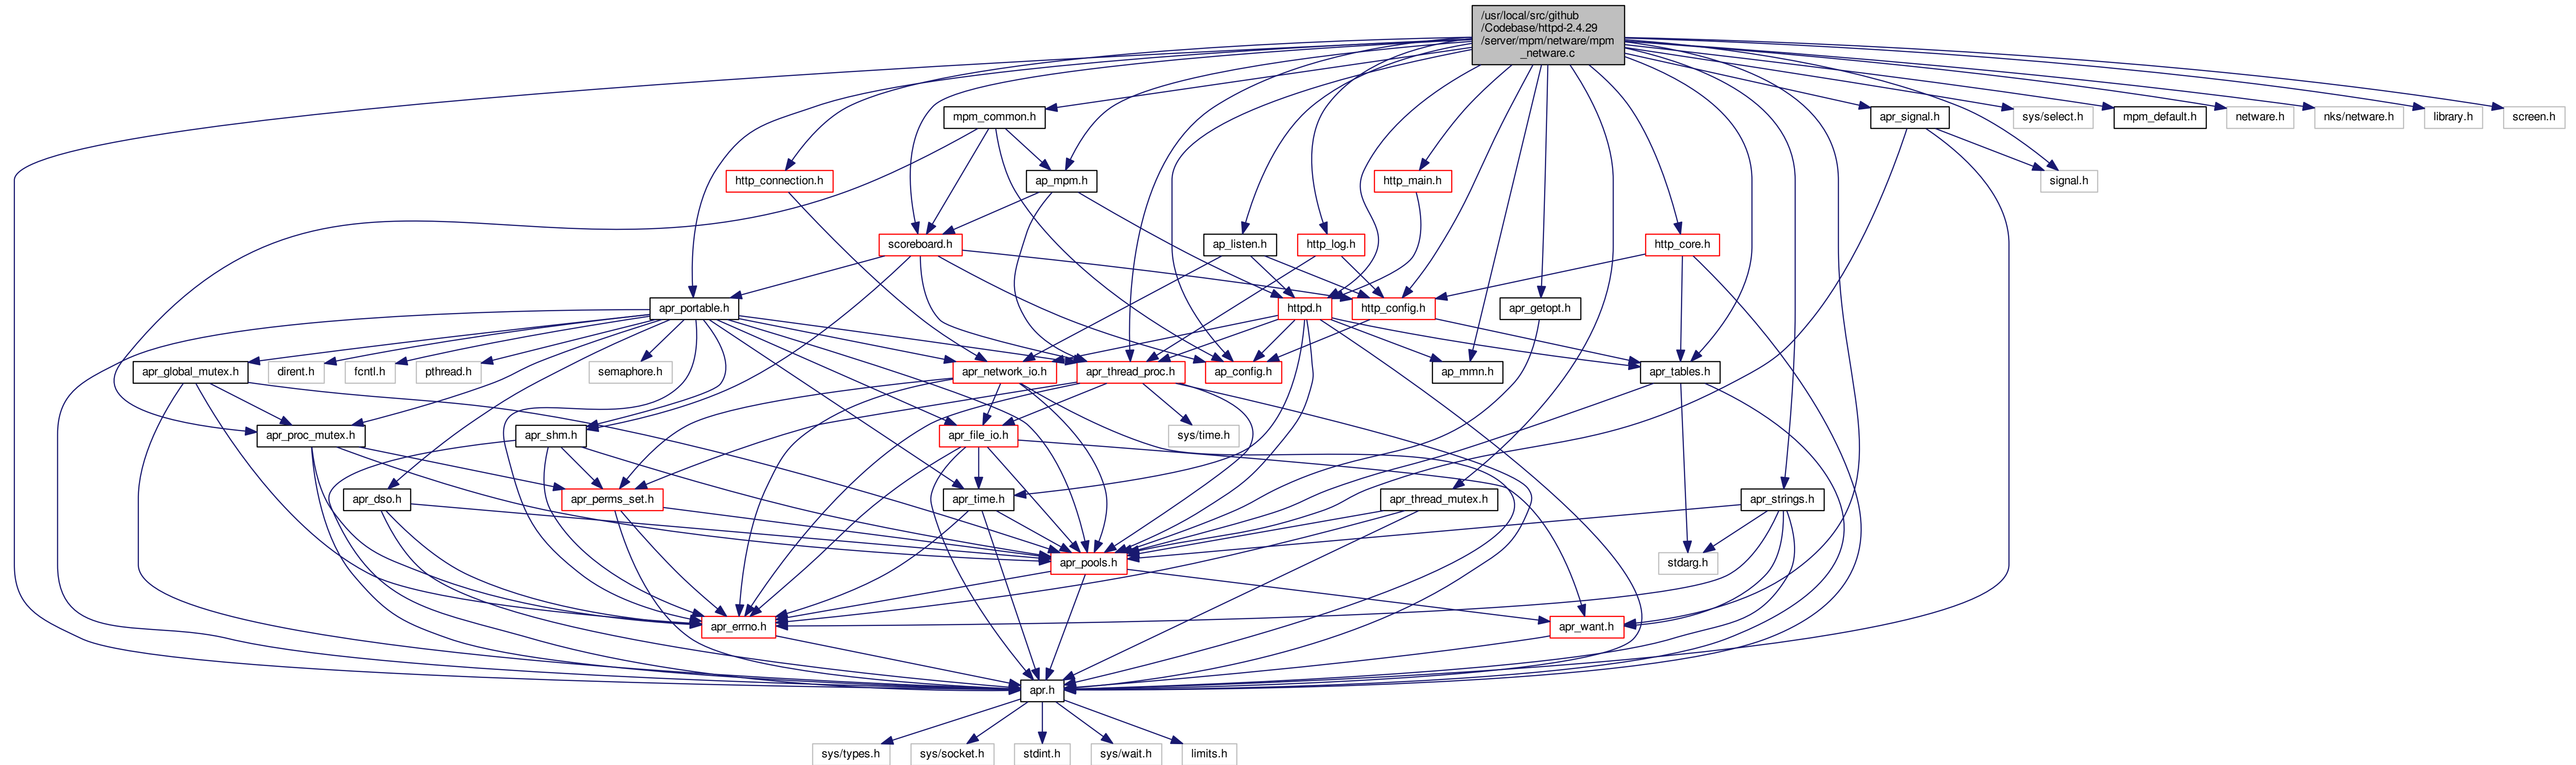 /usr/local/src/github
/Codebase/httpd-2.4.29
/server/mpm/netware/mpm
_netware.c
mpm_common.h
apr_signal.h
sys/select.h
mpm_default.h
netware.h
nks/netware.h
library.h
screen.h
http_connection.h
ap_mpm.h
http_main.h
signal.h
scoreboard.h
ap_listen.h
http_log.h
http_core.h
apr_portable.h
httpd.h
http_config.h
apr_getopt.h
apr_global_mutex.h
dirent.h
fcntl.h
pthread.h
semaphore.h
apr_network_io.h
apr_thread_proc.h
ap_config.h
ap_mmn.h
apr_tables.h
apr_proc_mutex.h
apr_shm.h
apr_file_io.h
sys/time.h
apr_dso.h
apr_perms_set.h
apr_time.h
apr_thread_mutex.h
apr_strings.h
apr_pools.h
stdarg.h
apr_errno.h
apr_want.h
apr.h
sys/types.h
sys/socket.h
stdint.h
sys/wait.h
limits.h